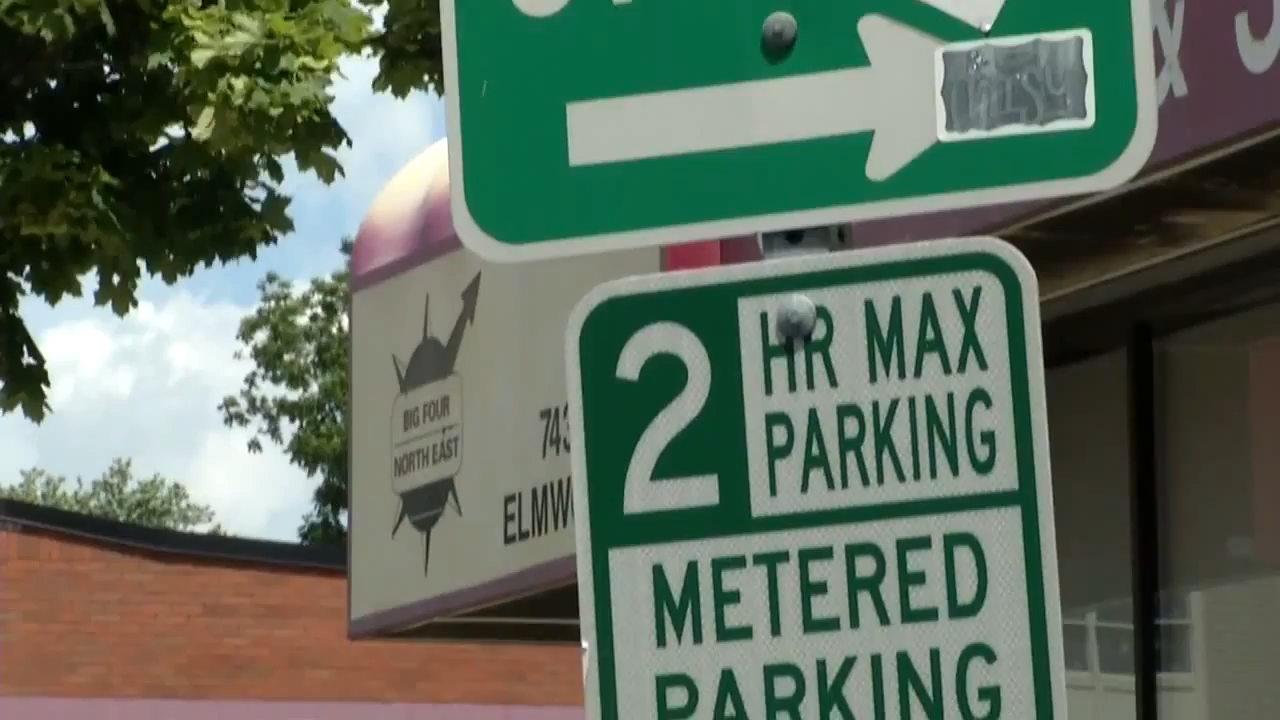 BIG FOUR
NORTH EAST
743
ELMW
2
HR MAX
PARKING
METERED
PARKING